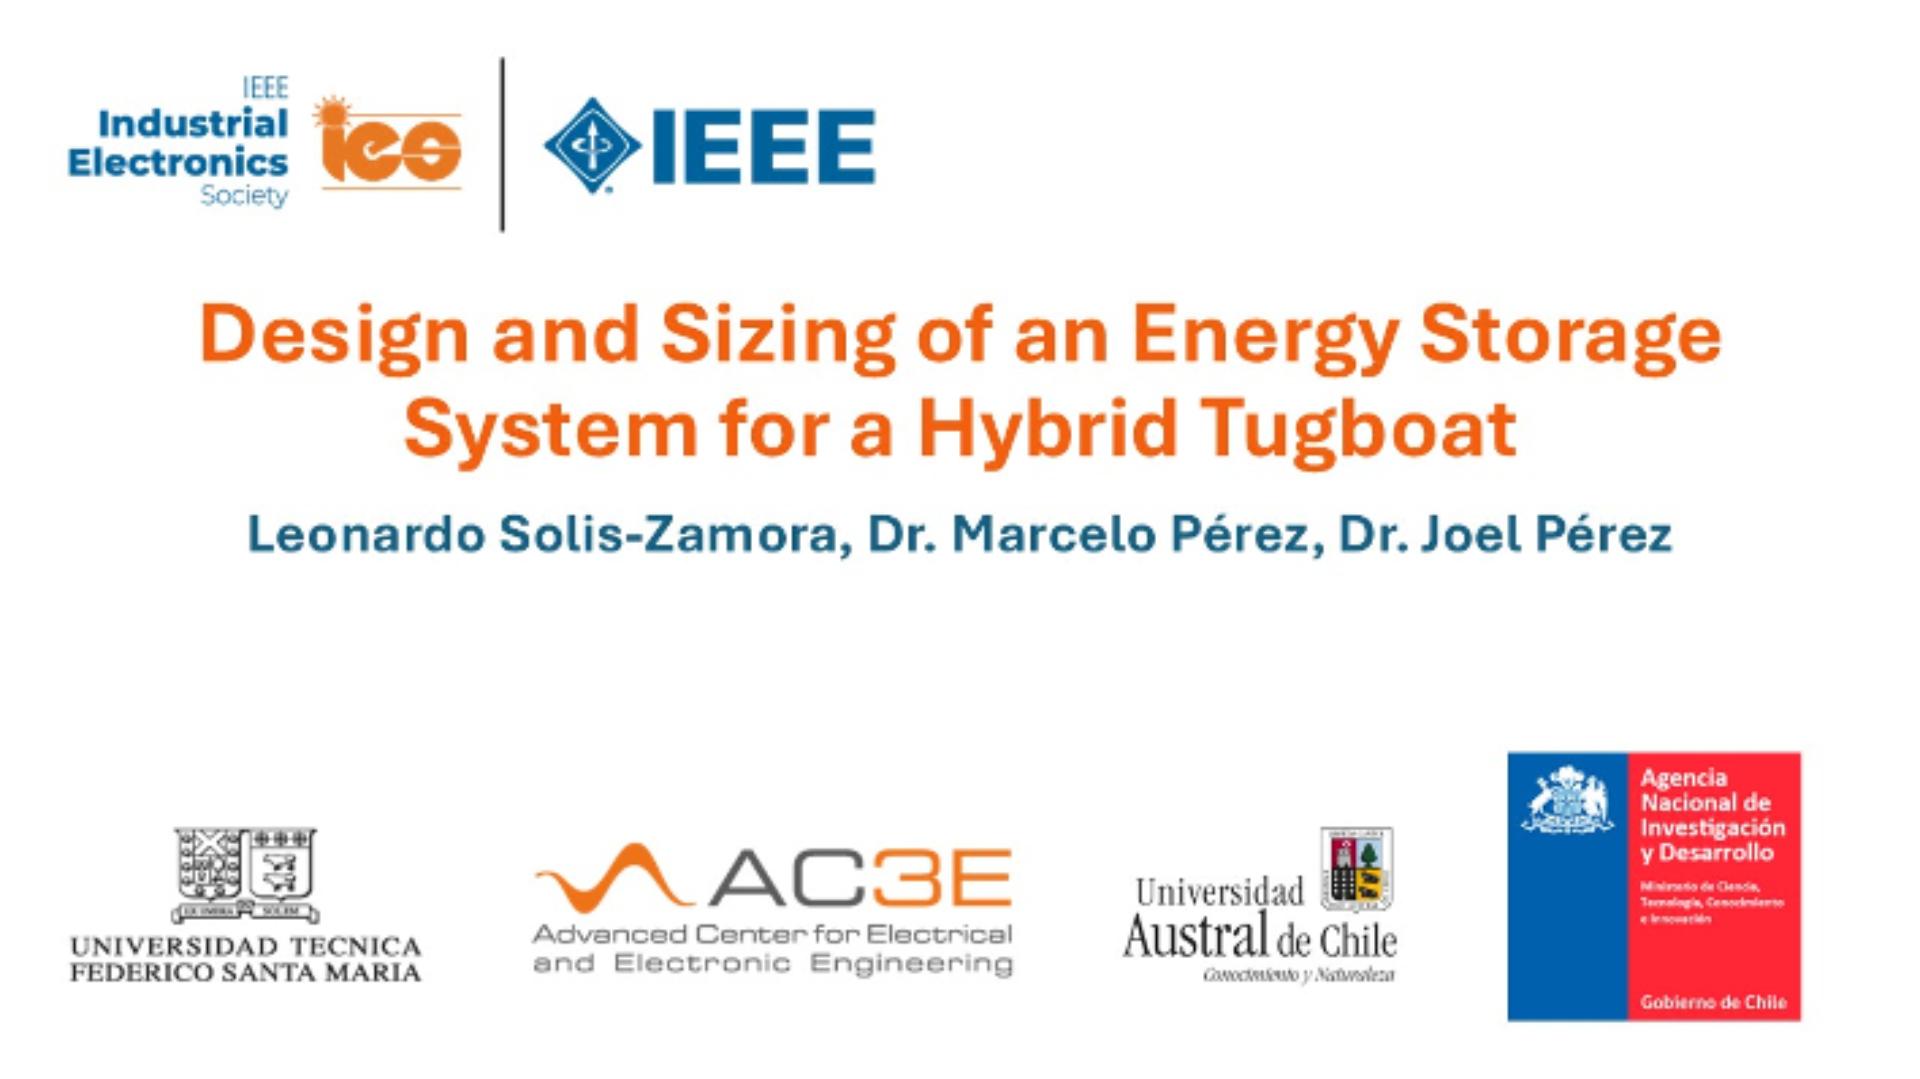 IEEE
Industrial
Electronics
Society
ies
IEEE
Design and Sizing of an Energy Storage
System for a Hybrid Tugboat
Leonardo Solis-Zamora, Dr. Marcelo Pérez, Dr. Joel Pérez
EX UMBRA SOLEM
UNIVERSIDAD TECNICA
FEDERICO SANTA MARIA
AC3E
Advanced Center for Electrical
and Electronic Engineering
Universidad
Austral de Chile
Conocimiento y Naturaleza
Agencia
Nacional de
Investigación
y Desarrollo
Ministerio de Ciencia,
Tecnología, Conocimiento
e Innovación
Gobierno de Chile